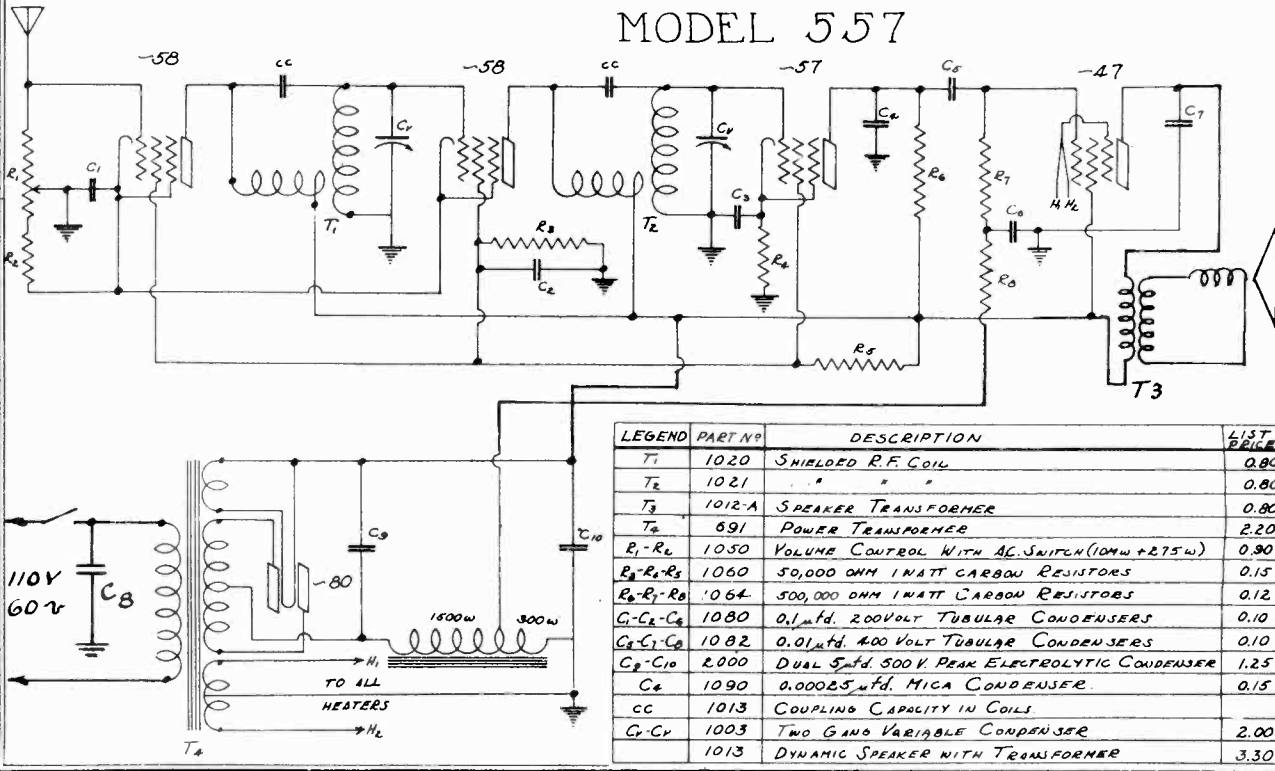 MODEL 557
-58
cc
-58
cc
-57
C5
-47
R1
C1
T1
Cv
R2
R3
C2
T2
Cv
C3
R4
C4
R6
R7
C6
R8
H1 H2
C7
R5
T3
110V
60~
C8
T4
-80
C9
C10
1500ω 300ω
H1
TO ALL
HEATERS
H2
LEGEND PART Nº DESCRIPTION LIST PRICE
T1 1020 SHIELDED R.F. COIL 0.80
T2 1021 " " " 0.80
T3 1012-A SPEAKER TRANSFORMER 0.80
T4 691 POWER TRANSFORMER 2.20
R1-R2 1050 VOLUME CONTROL WITH AC. SWITCH (10Mω + 275ω) 0.90
R3-R4-R5 1060 50,000 OHM 1 WATT CARBON RESISTORS 0.15
R6-R7-R8 1064 500,000 OHM 1 WATT CARBON RESISTORS 0.12
C1-C2-C6 1080 0.1 µfd. 200 VOLT TUBULAR CONDENSERS 0.10
C5-C7-C8 1082 0.01 µfd. 400 VOLT TUBULAR CONDENSERS 0.10
C9-C10 2000 DUAL 5 µfd. 500 V. PEAK ELECTROLYTIC CONDENSER 1.25
C4 1090 0.00025 µfd. MICA CONDENSER. 0.15
cc 1013 COUPLING CAPACITY IN COILS
Cv-Cv 1003 TWO GANG VARIABLE CONDENSER 2.00
1013 DYNAMIC SPEAKER WITH TRANSFORMER 3.30